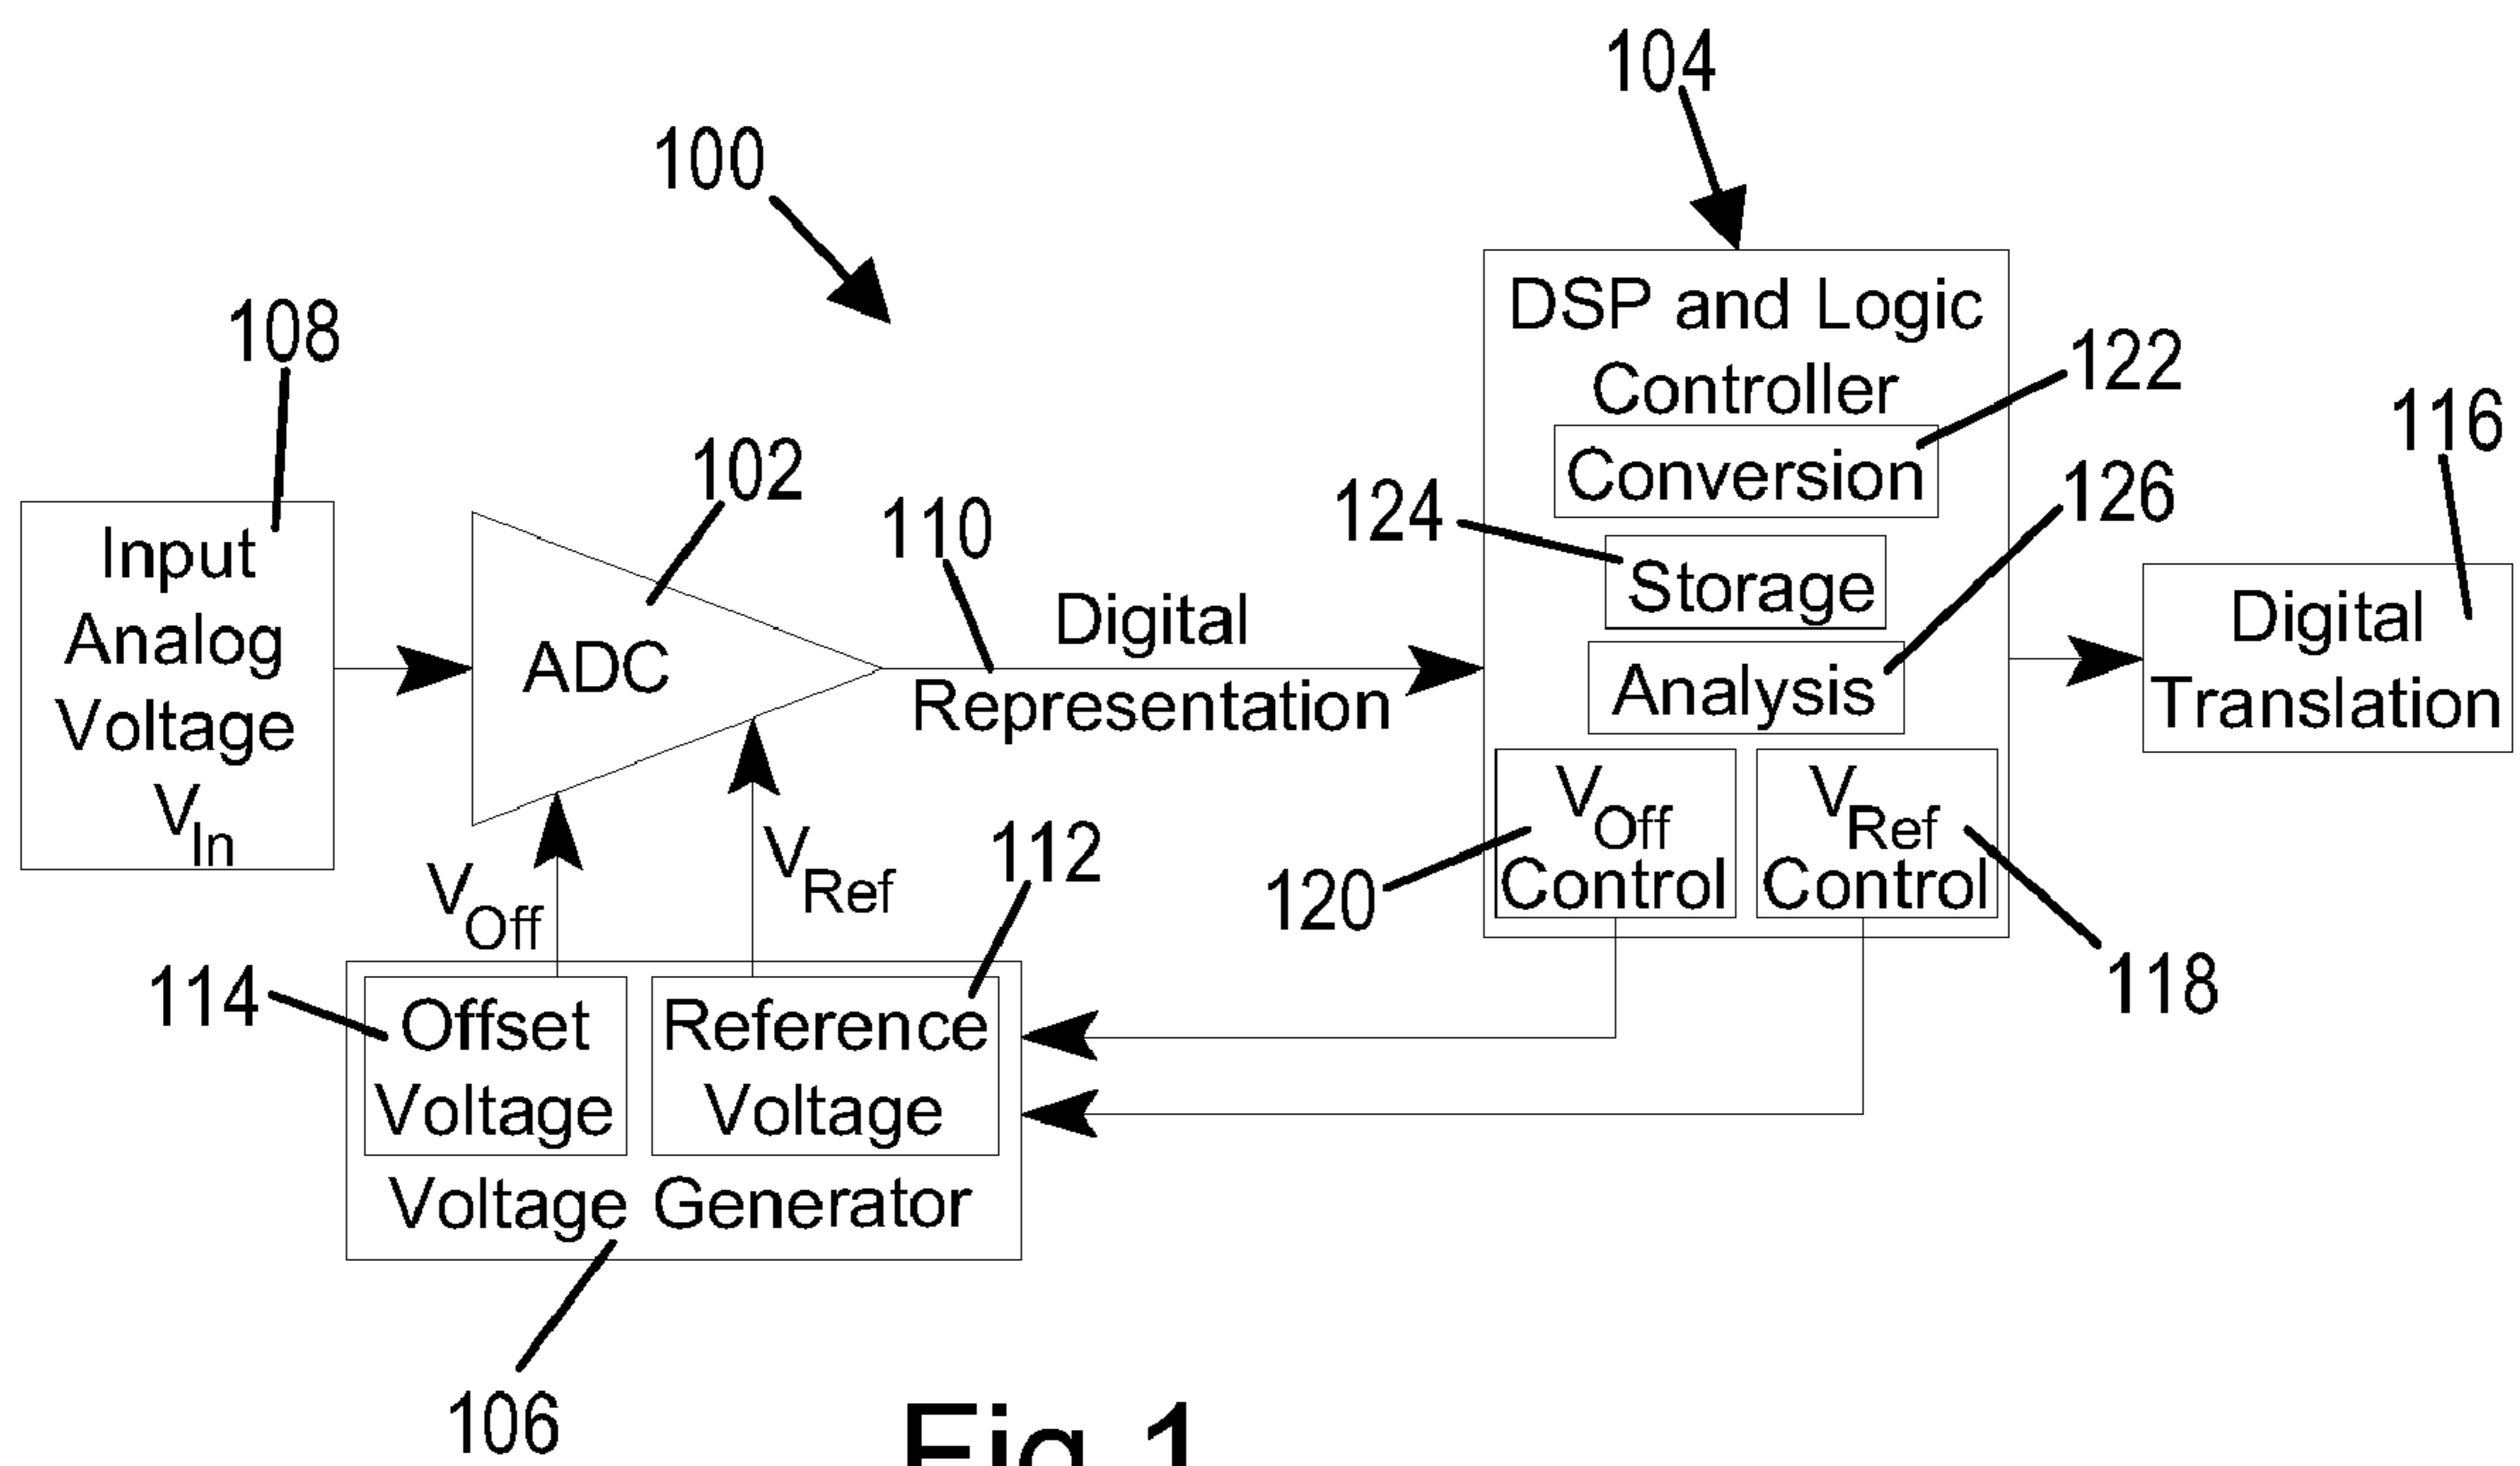 104
100
108
DSP and Logic
Controller
122
116
102
Conversion
126
110
124
Input
Analog
Voltage
V In
ADC
Digital
Representation
Storage
Analysis
Digital
Translation
V Off
Control
V Ref
Control
120
118
V Off
V Ref
112
114
Offset
Voltage
Reference
Voltage
Voltage Generator
106
Fig 1